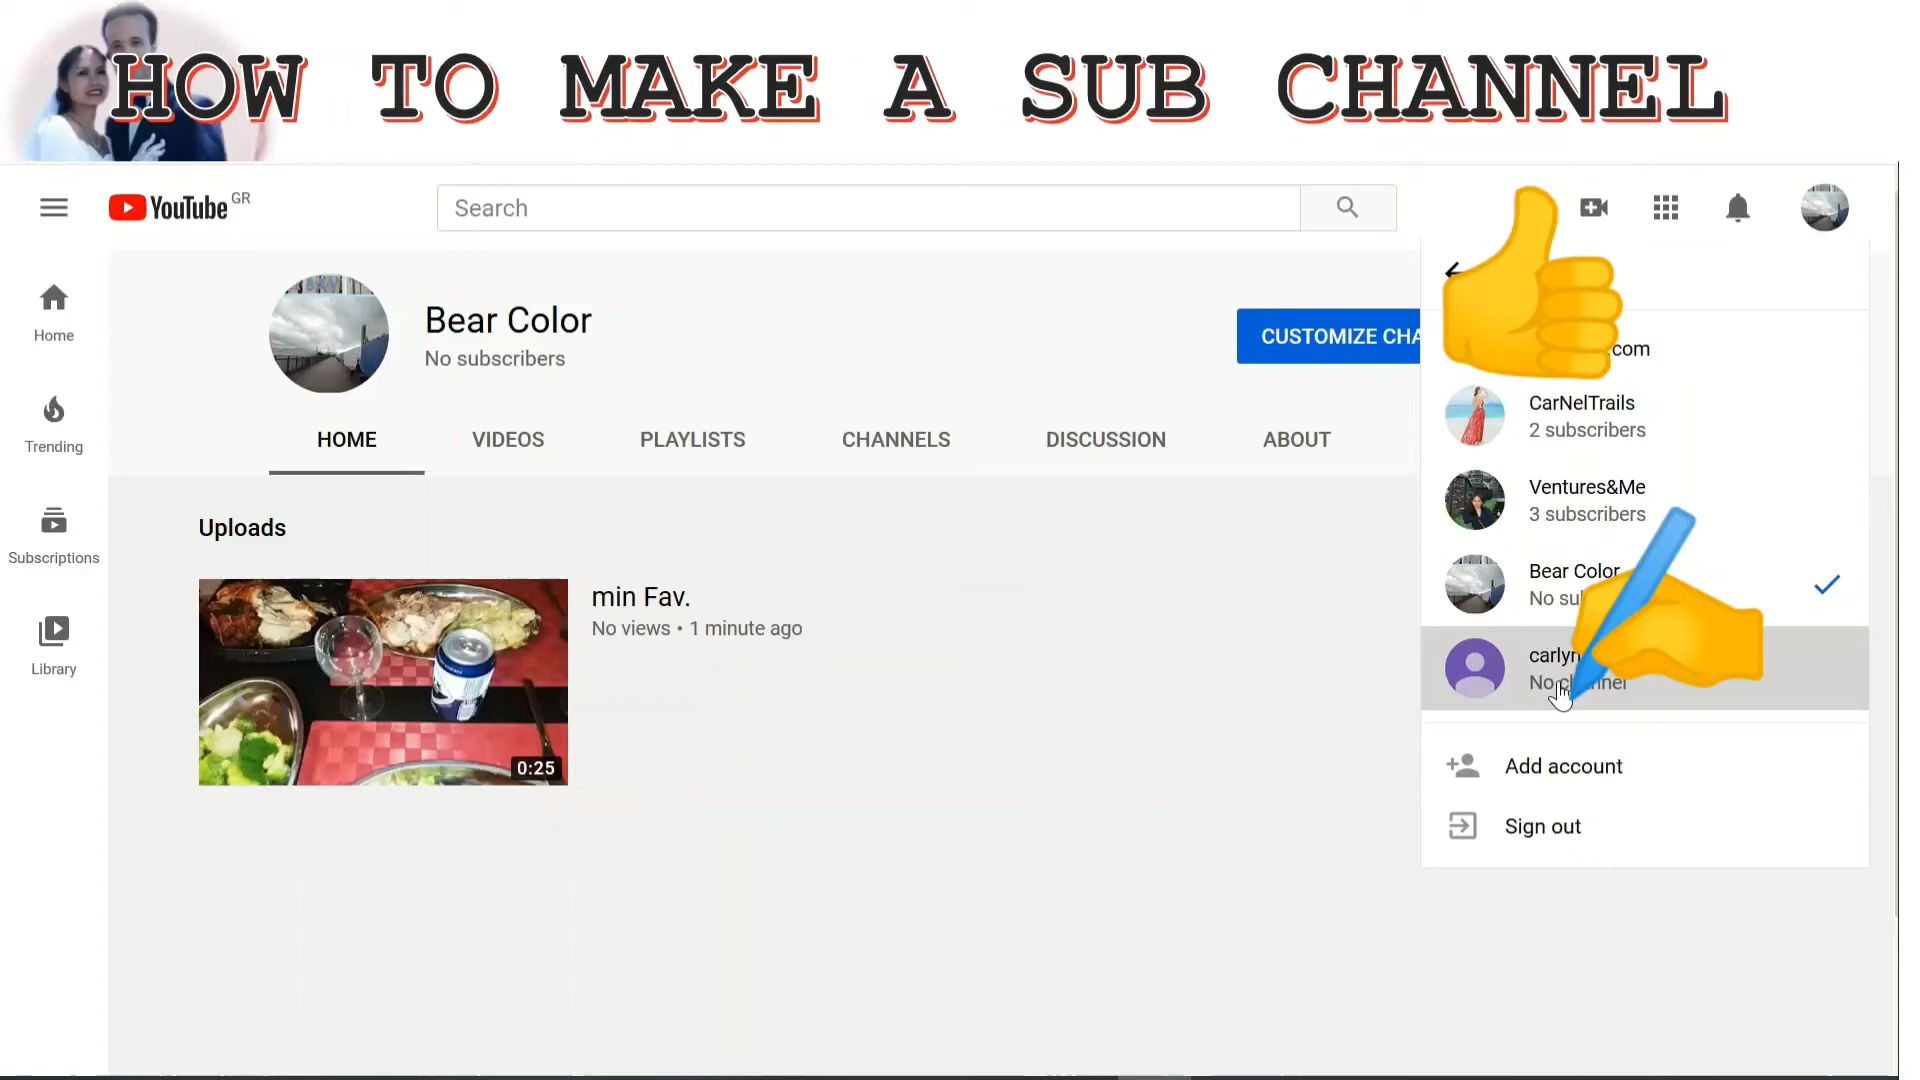 HOW TO MAKE A SUB CHANNEL
YouTube GR
Search
Home
Trending
Subscriptions
Library
Bear Color
No subscribers
CUSTOMIZE CHA
HOME VIDEOS PLAYLISTS CHANNELS DISCUSSION ABOUT
Uploads
min Fav.
No views • 1 minute ago
0:25
.com
CarNelTrails
2 subscribers
Ventures&Me
3 subscribers
Bear Color
No
No
Add account
Sign out